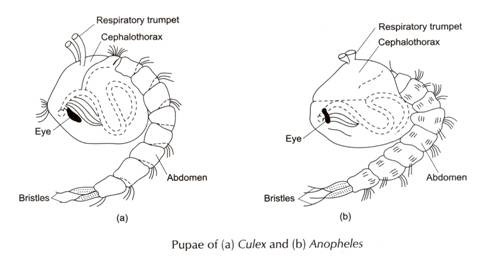 Respiratory trumpet
Cephalothorax
Eye
Abdomen
Bristles
(a)
Respiratory trumpet
Cephalothorax
Eye
Abdomen
Bristles
(b)
Pupae of (a) Culex and (b) Anopheles